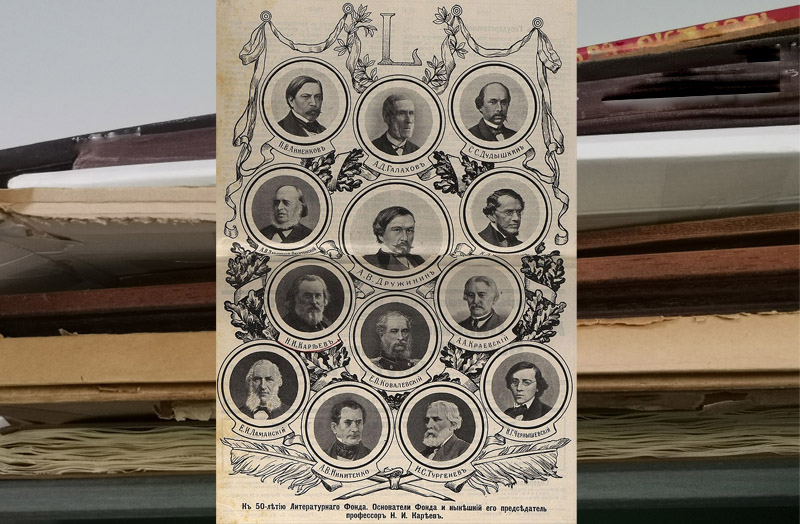 L
П.В.АННЕНКОВЪ
А.Д.ГАЛАХОВЪ
С.С.ДУДЫШКИНЪ
А.В.ДРУЖИНИНЪ
Н.И.КАРѢЕВЪ
А.А.КРАЕВСКІЙ
Е.П.КОВАЛЕВСКІЙ
Е.И.ЛАМАНСКІЙ
Н.Г.ЧЕРНЫШЕВСКІЙ
А.В.НИКИТЕНКО
И.С.ТУРГЕНЕВЪ
Къ 50-лѣтію Литературнаго Фонда. Основатели Фонда и нынѣшній его предсѣдатель
профессоръ Н. И. Карѣевъ.